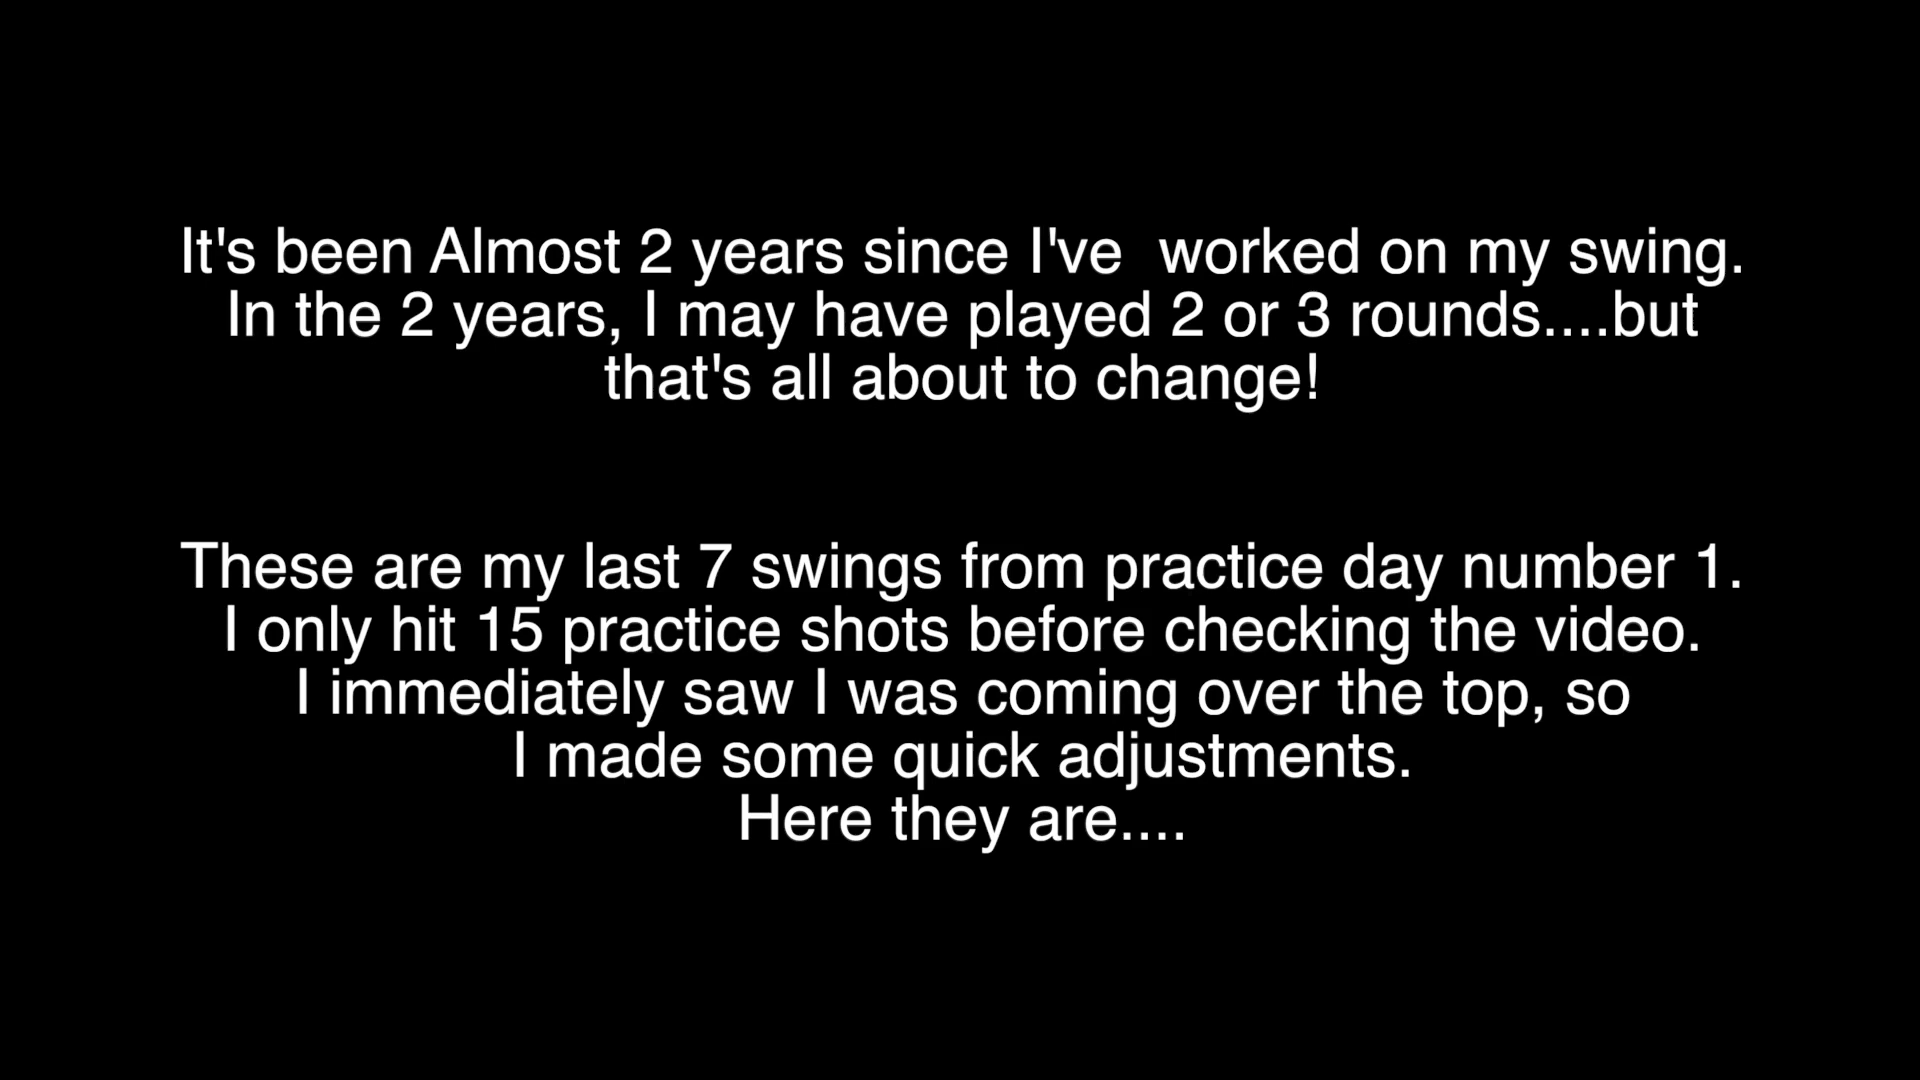 It's been Almost 2 years since I've  worked on my swing.
In the 2 years, I may have played 2 or 3 rounds....but
that's all about to change!
These are my last 7 swings from practice day number 1.
I only hit 15 practice shots before checking the video.
I immediately saw I was coming over the top, so
I made some quick adjustments.
Here they are....